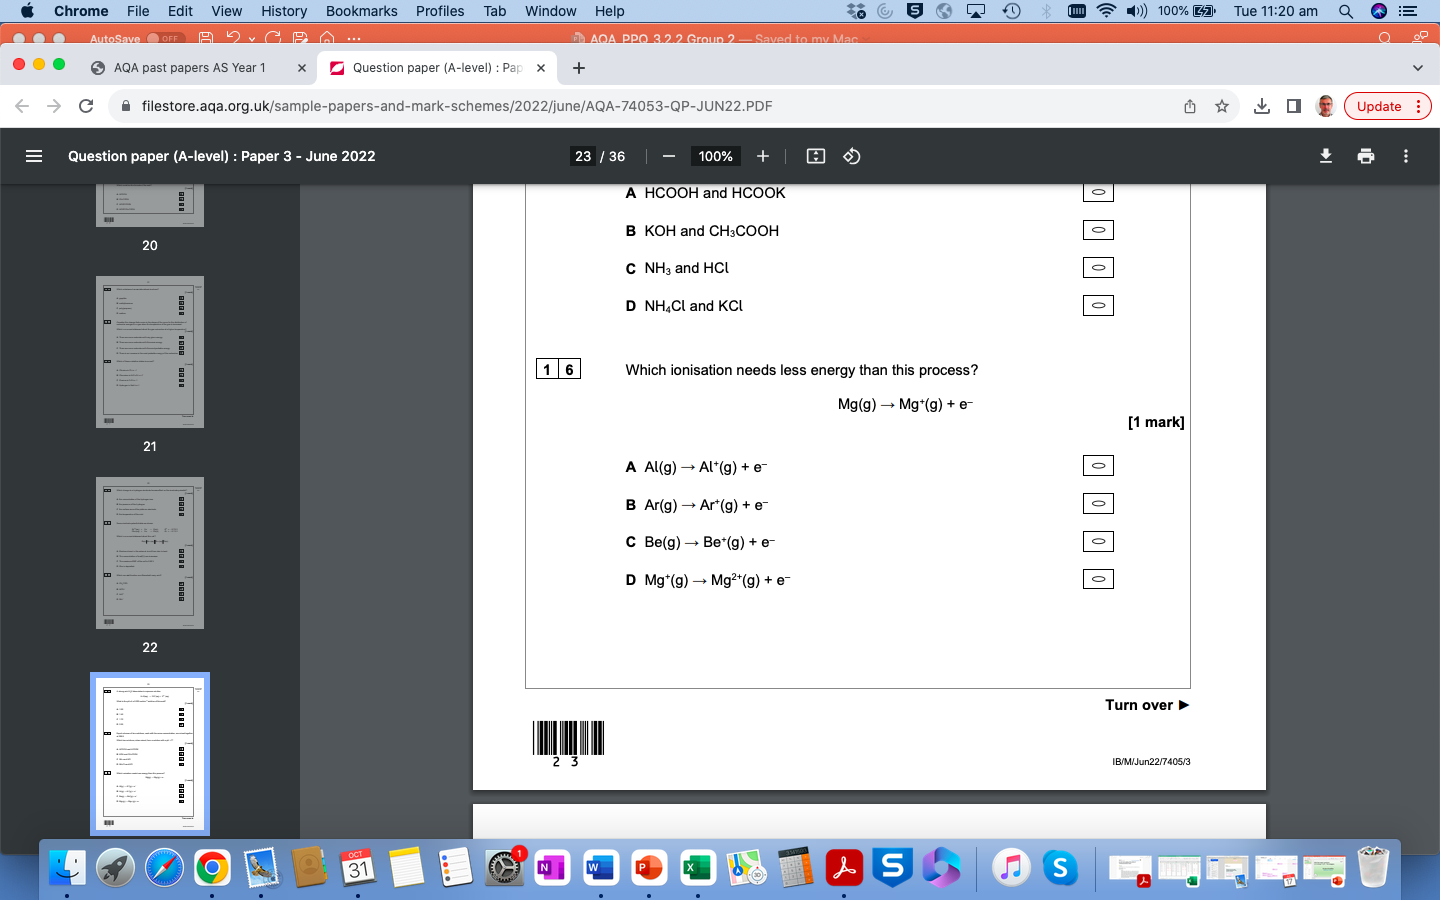 Chrome File Edit View History Bookmarks Profiles Tab Window Help 100% Tue 11:20 am
AutoSave OFF AQA PPQ 3.2.2 Group 2 — Saved to my Mac
AQA past papers AS Year 1 × Question paper (A-level) : Pap × +
filestore.aqa.org.uk/sample-papers-and-mark-schemes/2022/june/AQA-74053-QP-JUN22.PDF Update
Question paper (A-level) : Paper 3 - June 2022 23 / 36 − 100% +
20
21
22
A HCOOH and HCOOK
B KOH and CH₃COOH
C NH₃ and HCl
D NH₄Cl and KCl
1 6 Which ionisation needs less energy than this process?
Mg(g) → Mg⁺(g) + e⁻
[1 mark]
A Al(g) → Al⁺(g) + e⁻
B Ar(g) → Ar⁺(g) + e⁻
C Be(g) → Be⁺(g) + e⁻
D Mg⁺(g) → Mg²⁺(g) + e⁻
Turn over ►
2 3
IB/M/Jun22/7405/3
OCT
31
1
N
W
P
X
3D
S
S
17